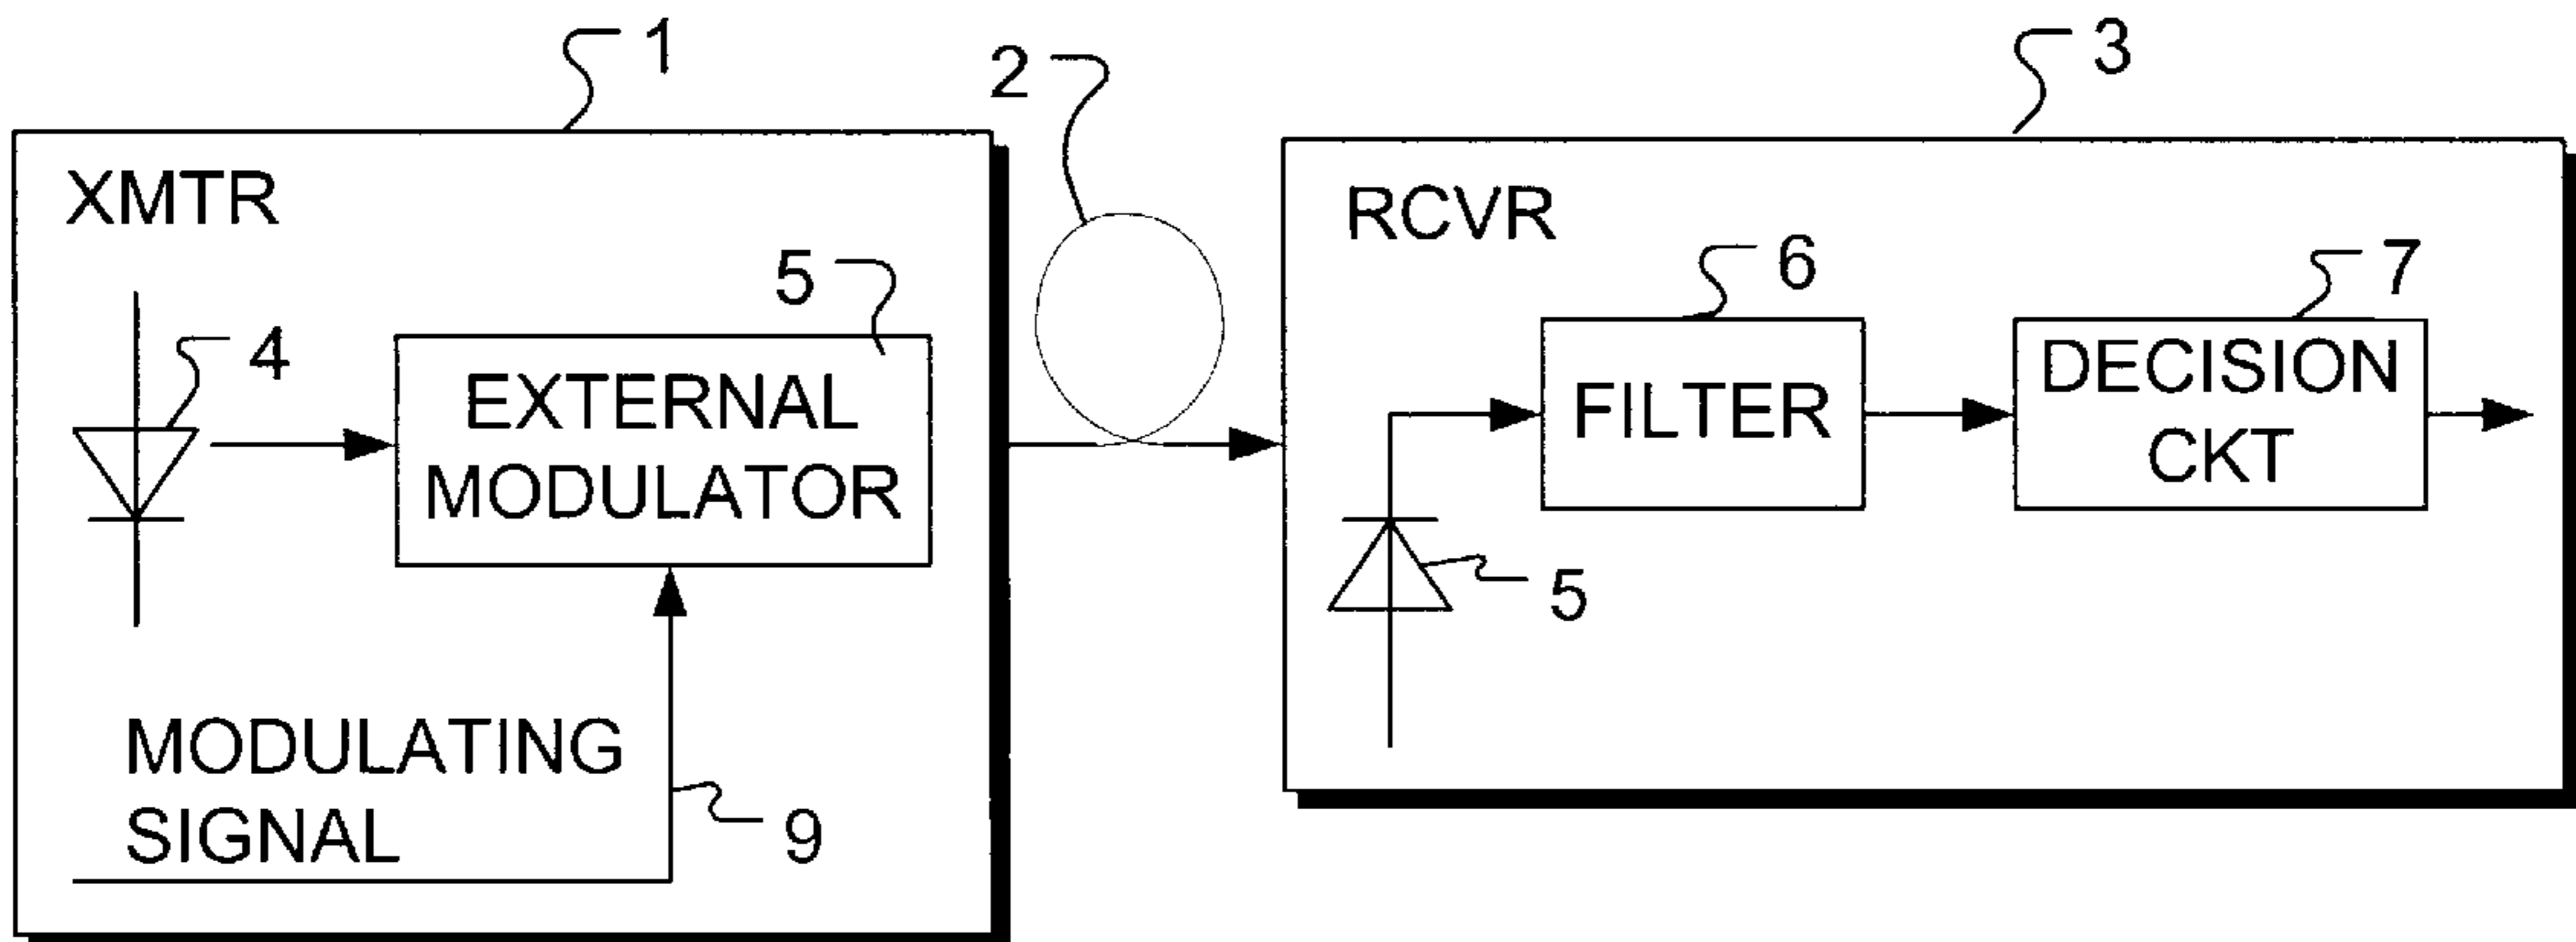 1
2
3
XMTR
RCVR
5
6
7
4
EXTERNAL
MODULATOR
FILTER
DECISION
CKT
5
MODULATING
SIGNAL
9